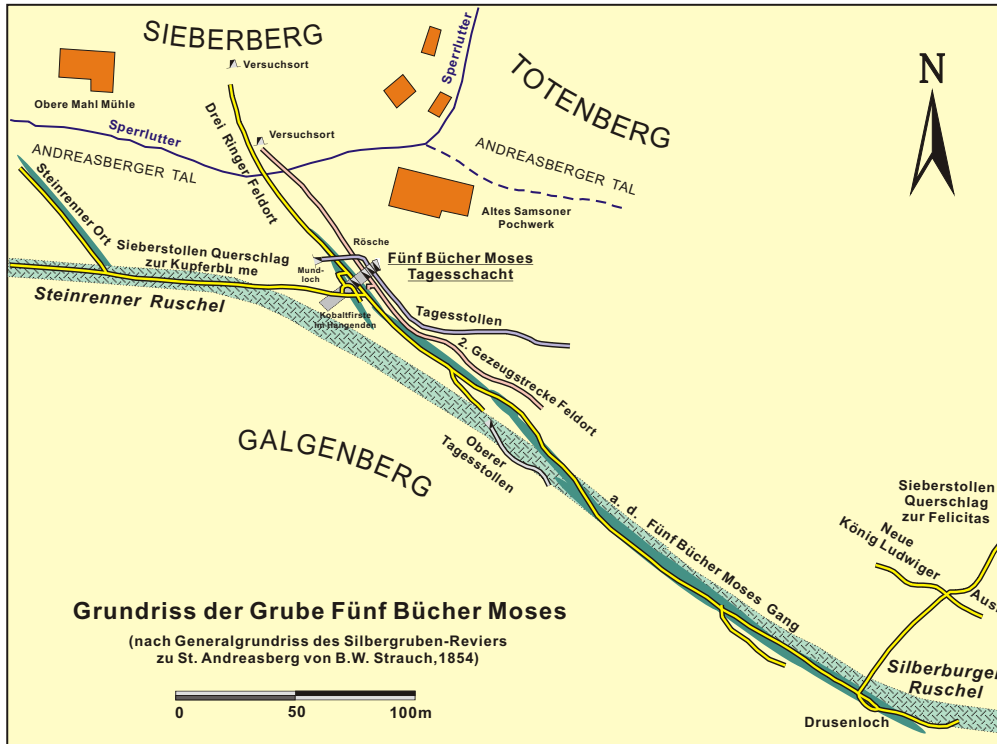 SIEBERBERG
Versuchsort
Sperrlutter
TOTENBERG
N
Obere Mahl Mühle
Drei Ringer Feldort
Versuchsort
Sperrlutter
ANDREASBERGER TAL
ANDREASBERGER TAL
Steinrenner Ort
Altes Samsoner
Pochwerk
Sieberstollen Querschlag
zur Kupferblu me
Rösche
Fünf Bücher Moses
Tagesschacht
Mund-
loch
Steinrenner Ruschel
Kobaltfirste
im Hangenden
Tagesstollen
2. Gezeugstrecke Feldort
GALGENBERG
Oberer
Tagesstollen
Sieberstollen
Querschlag
zur Felicitas
a. d. Fünf Bücher Moses Gang
Neue
König Ludwiger
Grundriss der Grube Fünf Bücher Moses
(nach Generalgrundriss des Silbergruben-Reviers
zu St. Andreasberg von B.W. Strauch,1854)
Silberburger
Ruschel
0 50 100m
Drusenloch